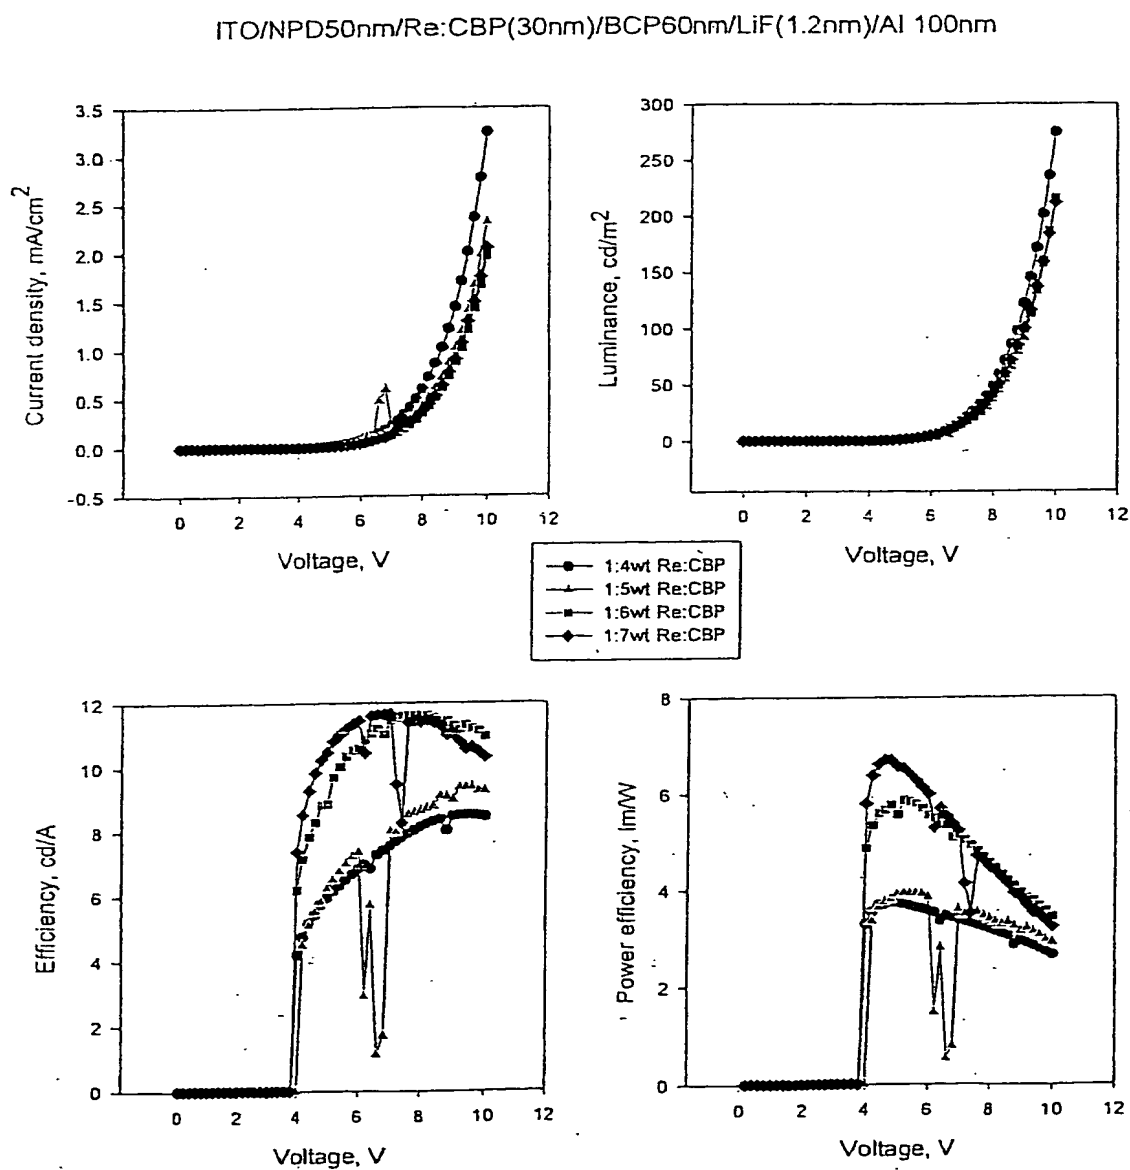 ITO/NPD50nm/Re:CBP(30nm)/BCP60nm/LiF(1.2nm)/Al 100nm
Current density, mA/cm2
3.5
3.0
2.5
2.0
1.5
1.0
0.5
0.0
-0.5
0 2 4 6 8 10 12
Voltage, V
Luminance, cd/m2
300
250
200
150
100
50
0
0 2 4 6 8 10 12
Voltage, V
1:4wt Re:CBP
1:5wt Re:CBP
1:6wt Re:CBP
1:7wt Re:CBP
Efficiency, cd/A
12
10
8
6
4
2
0
0 2 4 6 8 10 12
Voltage, V
Power efficiency, lm/W
8
6
4
2
0
0 2 4 6 8 10 12
Voltage, V